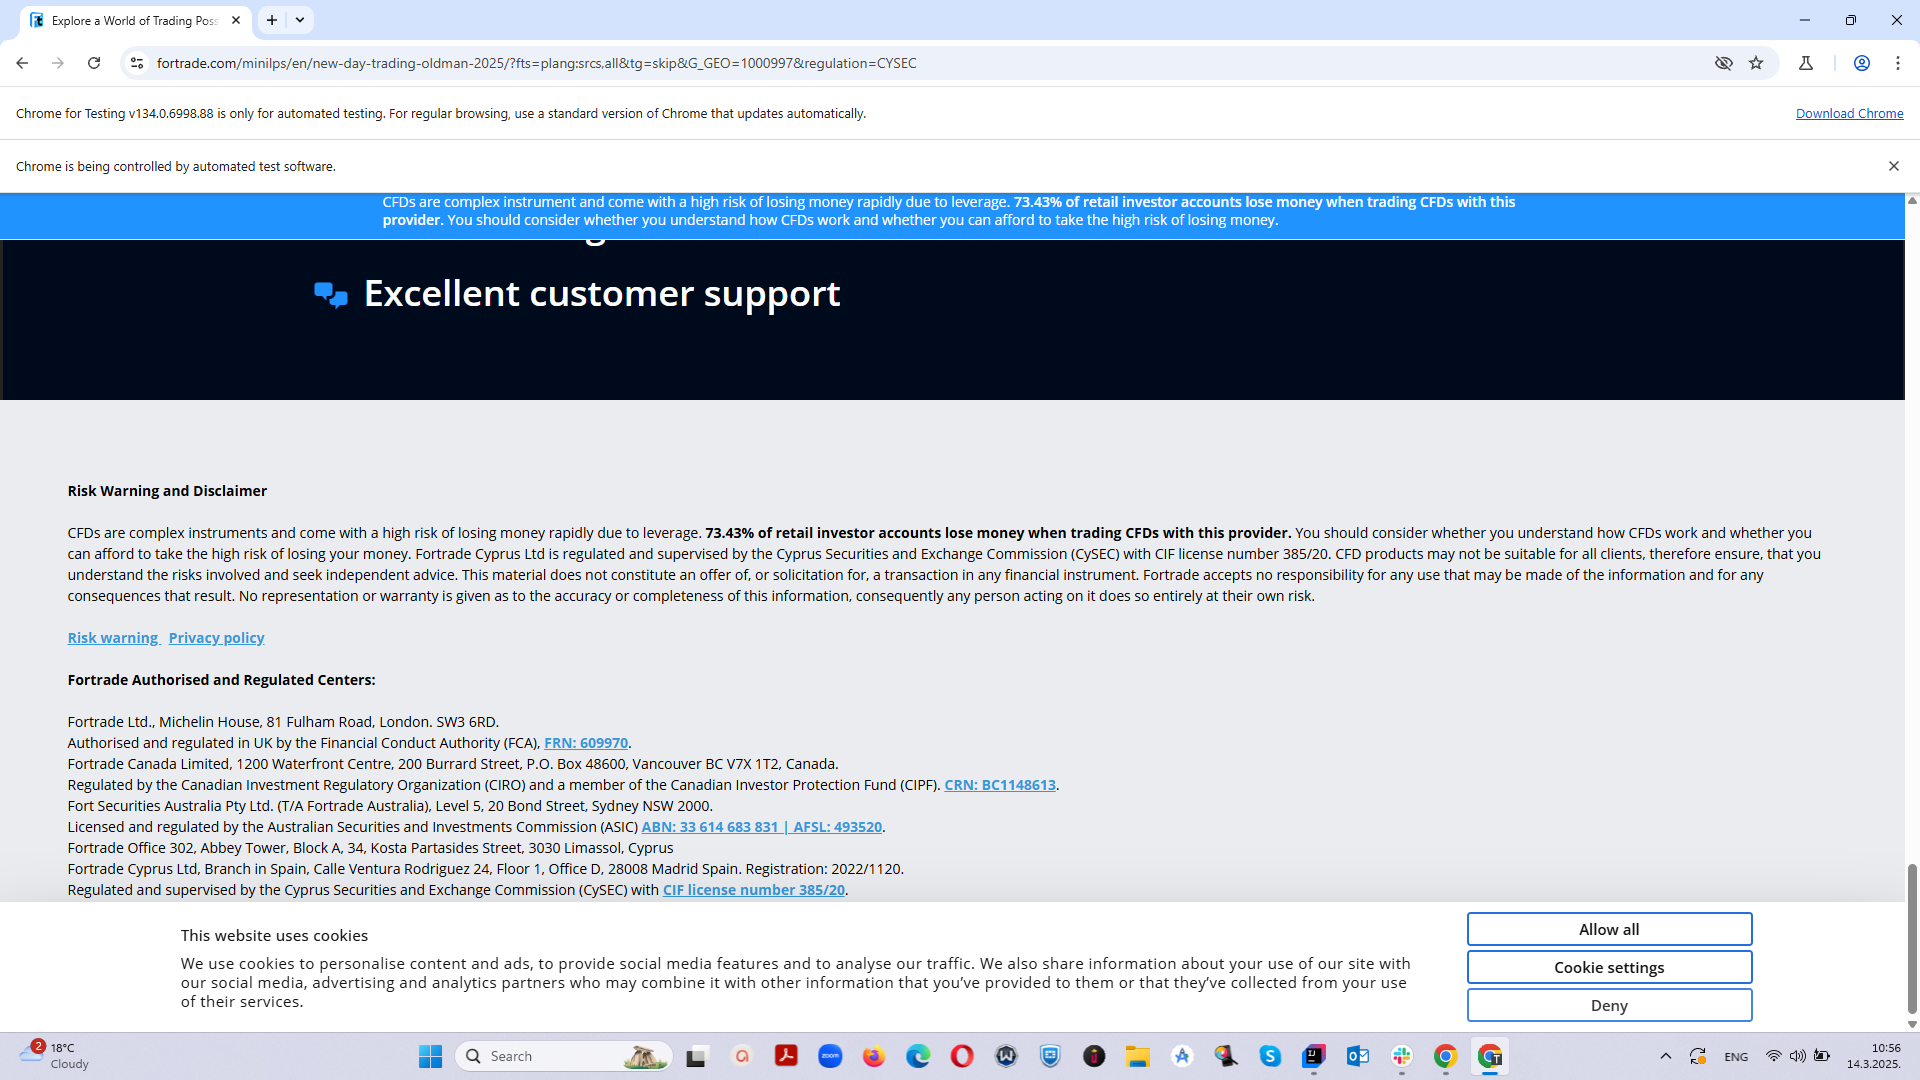 Explore a World of Trading Poss
fortrade.com/minilps/en/new-day-trading-oldman-2025/?fts=plang:srcs,all&tg=skip&G_GEO=1000997&regulation=CYSEC
Chrome for Testing v134.0.6998.88 is only for automated testing. For regular browsing, use a standard version of Chrome that updates automatically.
Download Chrome
Chrome is being controlled by automated test software.
CFDs are complex instrument and come with a high risk of losing money rapidly due to leverage. 73.43% of retail investor accounts lose money when trading CFDs with this
provider. You should consider whether you understand how CFDs work and whether you can afford to take the high risk of losing money.
Excellent customer support
Risk Warning and Disclaimer
CFDs are complex instruments and come with a high risk of losing money rapidly due to leverage. 73.43% of retail investor accounts lose money when trading CFDs with this provider. You should consider whether you understand how CFDs work and whether you
can afford to take the high risk of losing your money. Fortrade Cyprus Ltd is regulated and supervised by the Cyprus Securities and Exchange Commission (CySEC) with CIF license number 385/20. CFD products may not be suitable for all clients, therefore ensure, that you
understand the risks involved and seek independent advice. This material does not constitute an offer of, or solicitation for, a transaction in any financial instrument. Fortrade accepts no responsibility for any use that may be made of the information and for any
consequences that result. No representation or warranty is given as to the accuracy or completeness of this information, consequently any person acting on it does so entirely at their own risk.
Risk warning Privacy policy
Fortrade Authorised and Regulated Centers:
Fortrade Ltd., Michelin House, 81 Fulham Road, London. SW3 6RD.
Authorised and regulated in UK by the Financial Conduct Authority (FCA), FRN: 609970.
Fortrade Canada Limited, 1200 Waterfront Centre, 200 Burrard Street, P.O. Box 48600, Vancouver BC V7X 1T2, Canada.
Regulated by the Canadian Investment Regulatory Organization (CIRO) and a member of the Canadian Investor Protection Fund (CIPF). CRN: BC1148613.
Fort Securities Australia Pty Ltd. (T/A Fortrade Australia), Level 5, 20 Bond Street, Sydney NSW 2000.
Licensed and regulated by the Australian Securities and Investments Commission (ASIC) ABN: 33 614 683 831 | AFSL: 493520.
Fortrade Office 302, Abbey Tower, Block A, 34, Kosta Partasides Street, 3030 Limassol, Cyprus
Fortrade Cyprus Ltd, Branch in Spain, Calle Ventura Rodriguez 24, Floor 1, Office D, 28008 Madrid Spain. Registration: 2022/1120.
Regulated and supervised by the Cyprus Securities and Exchange Commission (CySEC) with CIF license number 385/20.
This website uses cookies
We use cookies to personalise content and ads, to provide social media features and to analyse our traffic. We also share information about your use of our site with
our social media, advertising and analytics partners who may combine it with other information that you've provided to them or that they've collected from your use
of their services.
Allow all
Cookie settings
Deny
2
18°C
Cloudy
Search
zoom
ENG
10:56
14.3.2025.